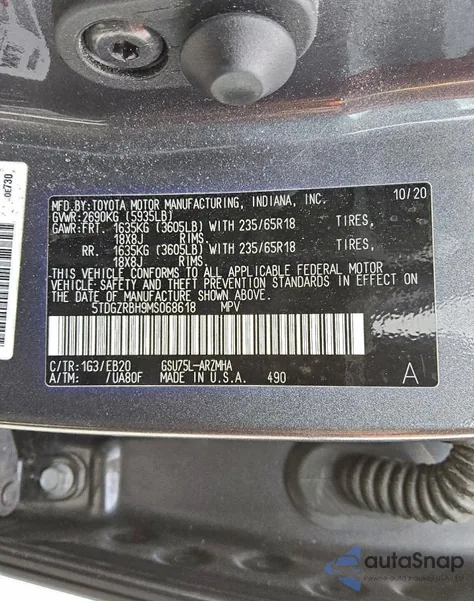 MFD.BY:TOYOTA MOTOR MANUFACTURING, INDIANA, INC. 10/20
GVWR:2690KG (5935LB)
GAWR:FRT. 1635KG (3605LB) WITH 235/65R18 TIRES,
18X8J RIMS.
RR. 1635KG (3605LB) WITH 235/65R18 TIRES,
18X8J RIMS.
THIS VEHICLE CONFORMS TO ALL APPLICABLE FEDERAL MOTOR
VEHICLE SAFETY AND THEFT PREVENTION STANDARDS IN EFFECT ON
THE DATE OF MANUFACTURE SHOWN ABOVE.
5TDGZRBH9MS068618 MPV
C/TR:1G3/EB20 GSU75L-ARZMHA
A/TM: /UA80F MADE IN U.S.A. 490 A
0E730
autoSnap